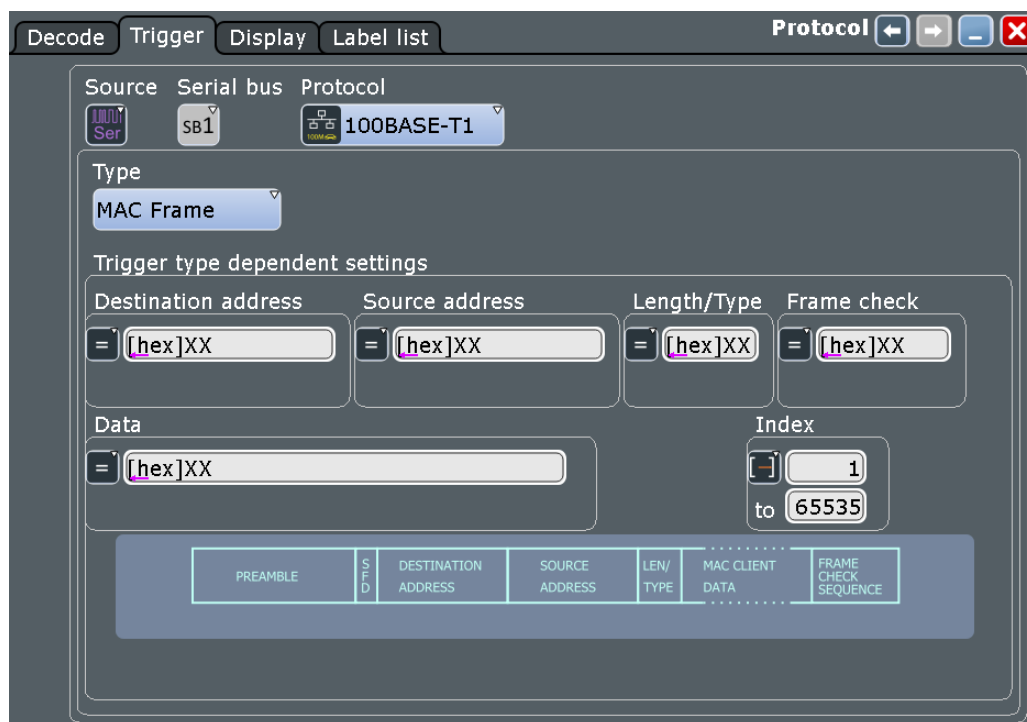 Decode Trigger Display Label list Protocol
Source Serial bus Protocol
Ser SB1 100M 100BASE-T1
Type
MAC Frame
Trigger type dependent settings
Destination address Source address Length/Type Frame check
= [hex]XX = [hex]XX = [hex]XX = [hex]XX
Data Index
= [hex]XX 1
to 65535
PREAMBLE SFD DESTINATION ADDRESS SOURCE ADDRESS LEN/ TYPE MAC CLIENT DATA FRAME CHECK SEQUENCE